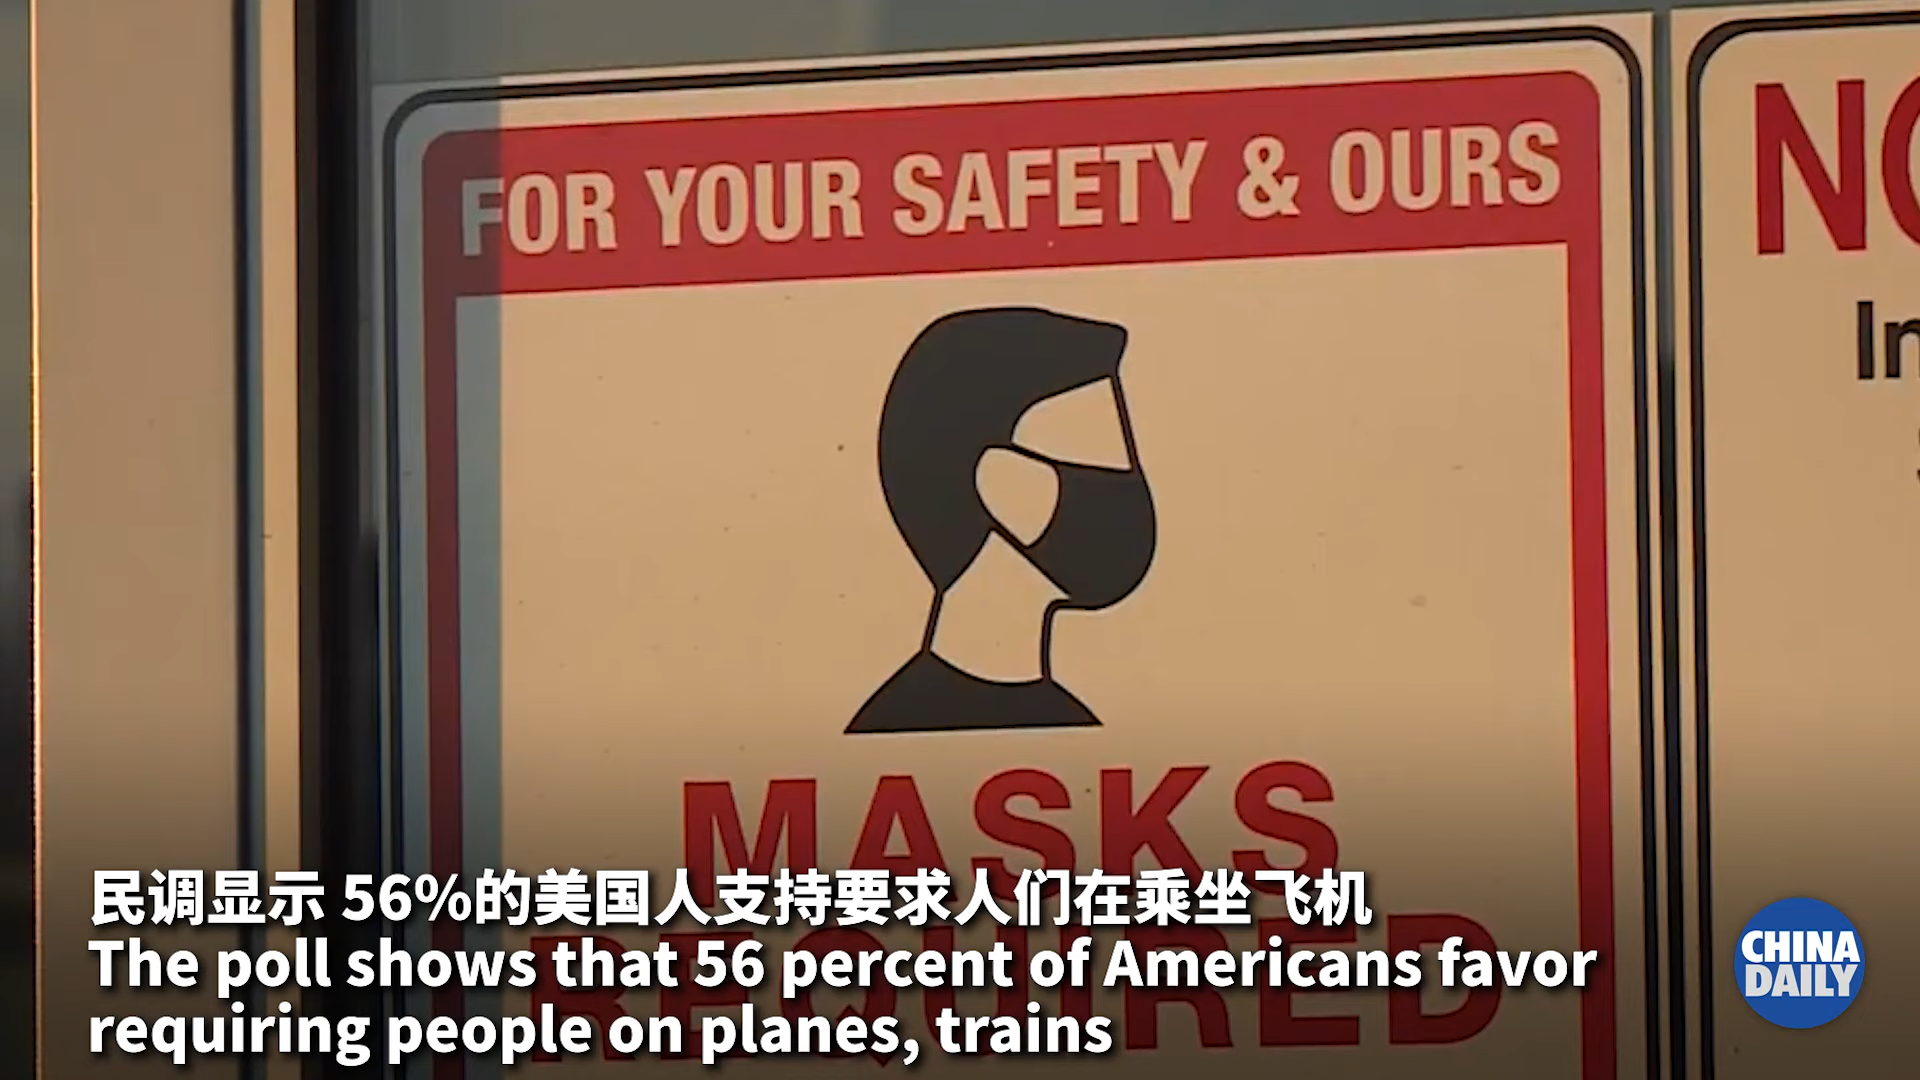 FOR YOUR SAFETY & OURS
MASKS
REQUIRED
In
民调显示 56%的美国人支持要求人们在乘坐飞机
The poll shows that 56 percent of Americans favor
requiring people on planes, trains
CHINA
DAILY